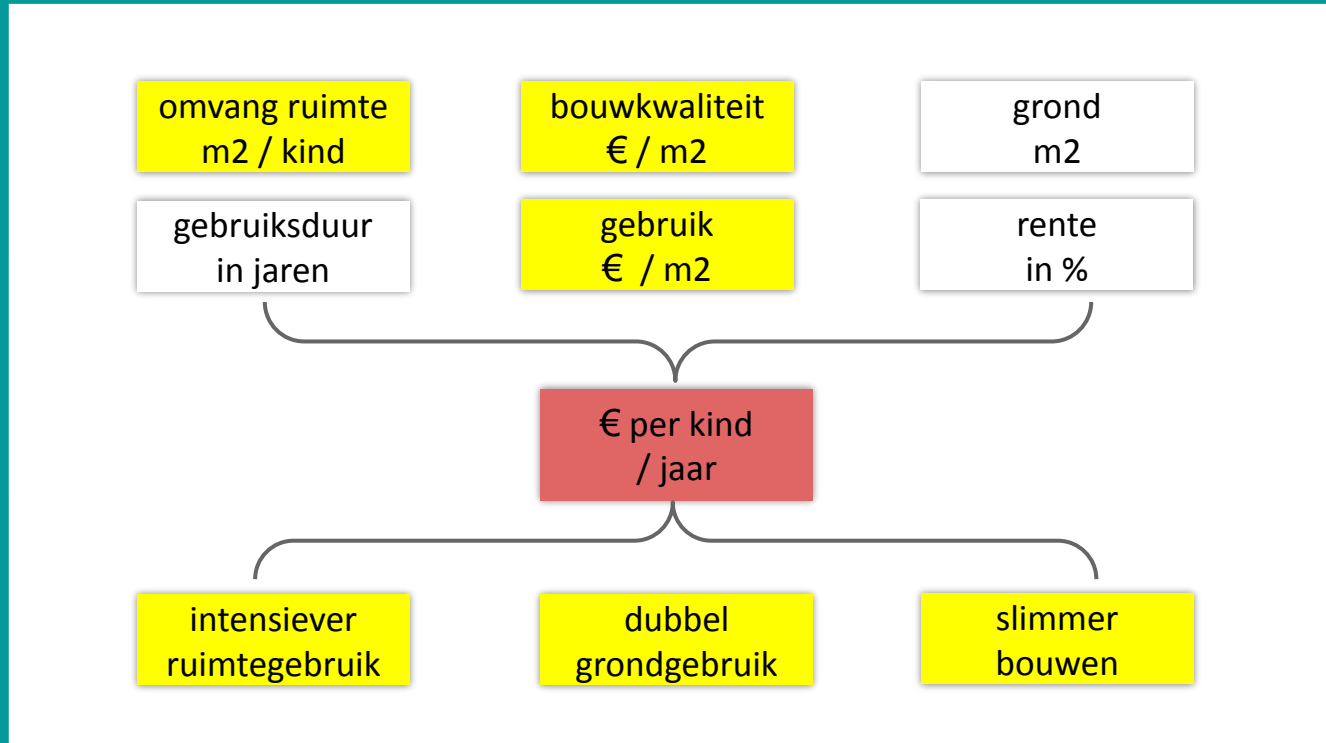 omvang ruimte
m2 / kind
bouwkwaliteit
€ / m2
grond
m2
gebruiksduur
in jaren
gebruik
€ / m2
rente
in %
€ per kind
/ jaar
intensiever
ruimtegebruik
dubbel
grondgebruik
slimmer
bouwen